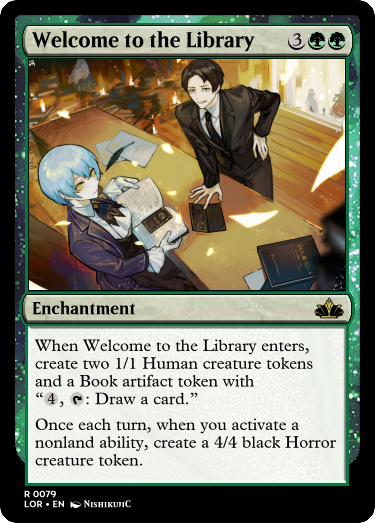 Welcome to the Library 3
Enchantment
When Welcome to the Library enters,
create two 1/1 Human creature tokens
and a Book artifact token with
“4, : Draw a card.”
Once each turn, when you activate a
nonland ability, create a 4/4 black Horror
creature token.
R 0079
LOR • EN NishikujiC